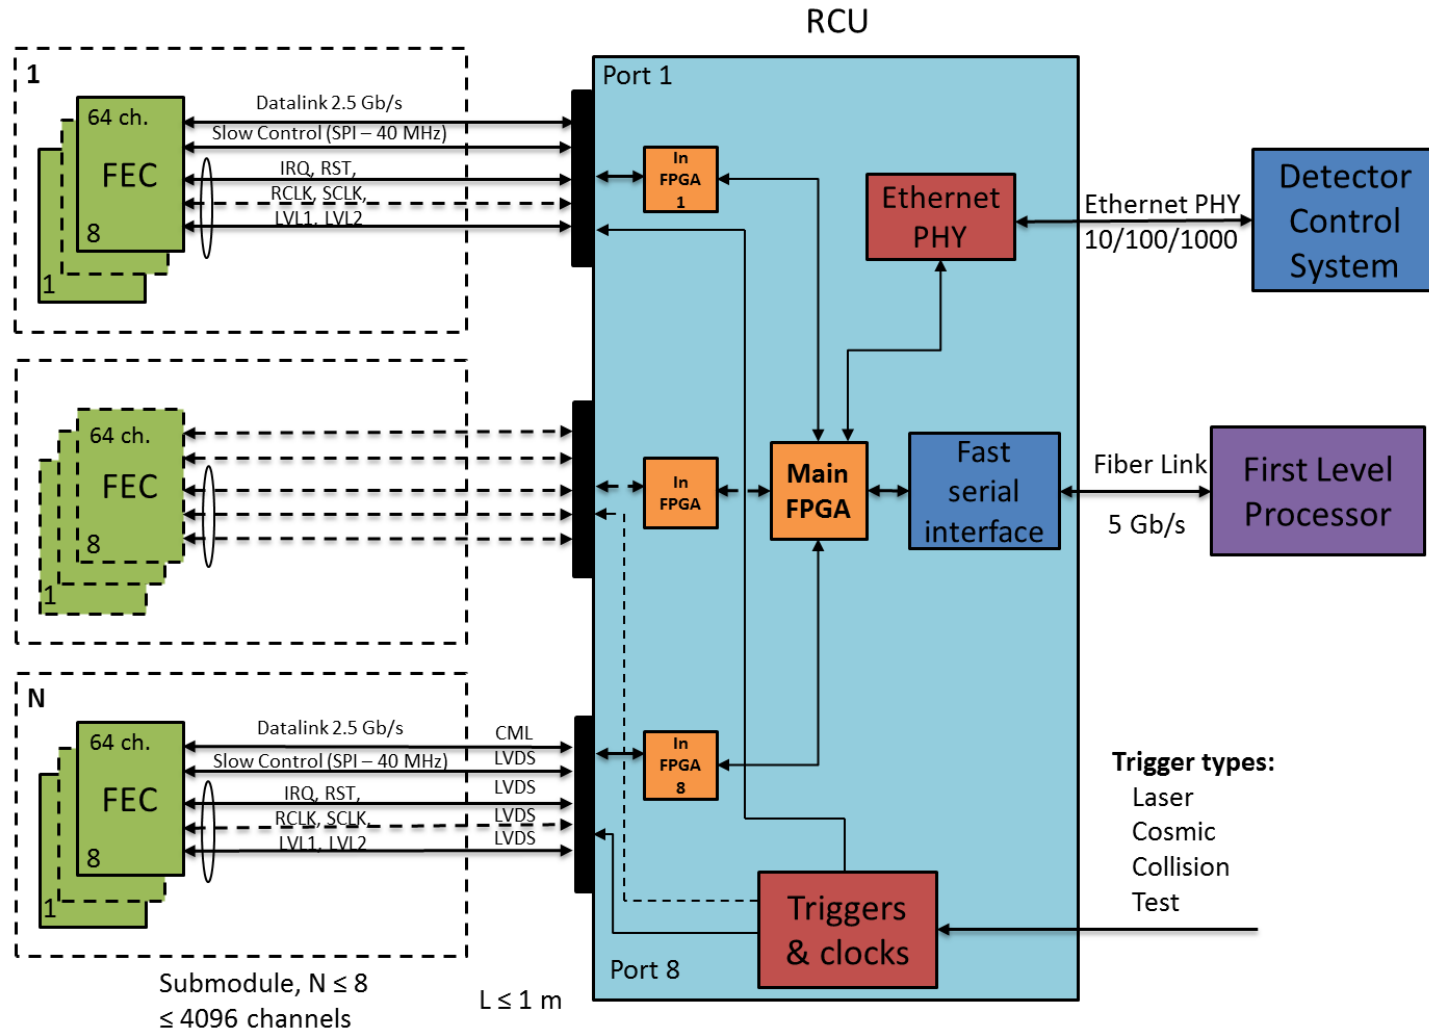 RCU
1
64 ch.
FEC
8
1
Datalink 2.5 Gb/s
Slow Control (SPI – 40 MHz)
IRQ, RST,
RCLK, SCLK,
LVL1, LVL2
Port 1
In
FPGA
1
Ethernet
PHY
Ethernet PHY
10/100/1000
Detector
Control
System
64 ch.
FEC
8
1
In
FPGA
Main
FPGA
Fast
serial
interface
Fiber Link
5 Gb/s
First Level
Processor
N
64 ch.
FEC
8
1
Datalink 2.5 Gb/s
CML
Slow Control (SPI – 40 MHz)
LVDS
IRQ, RST,
LVDS
RCLK, SCLK,
LVDS
LVL1, LVL2
LVDS
In
FPGA
8
Triggers
& clocks
Port 8
Trigger types:
Laser
Cosmic
Collision
Test
Submodule, N ≤ 8
≤ 4096 channels
L ≤ 1 m